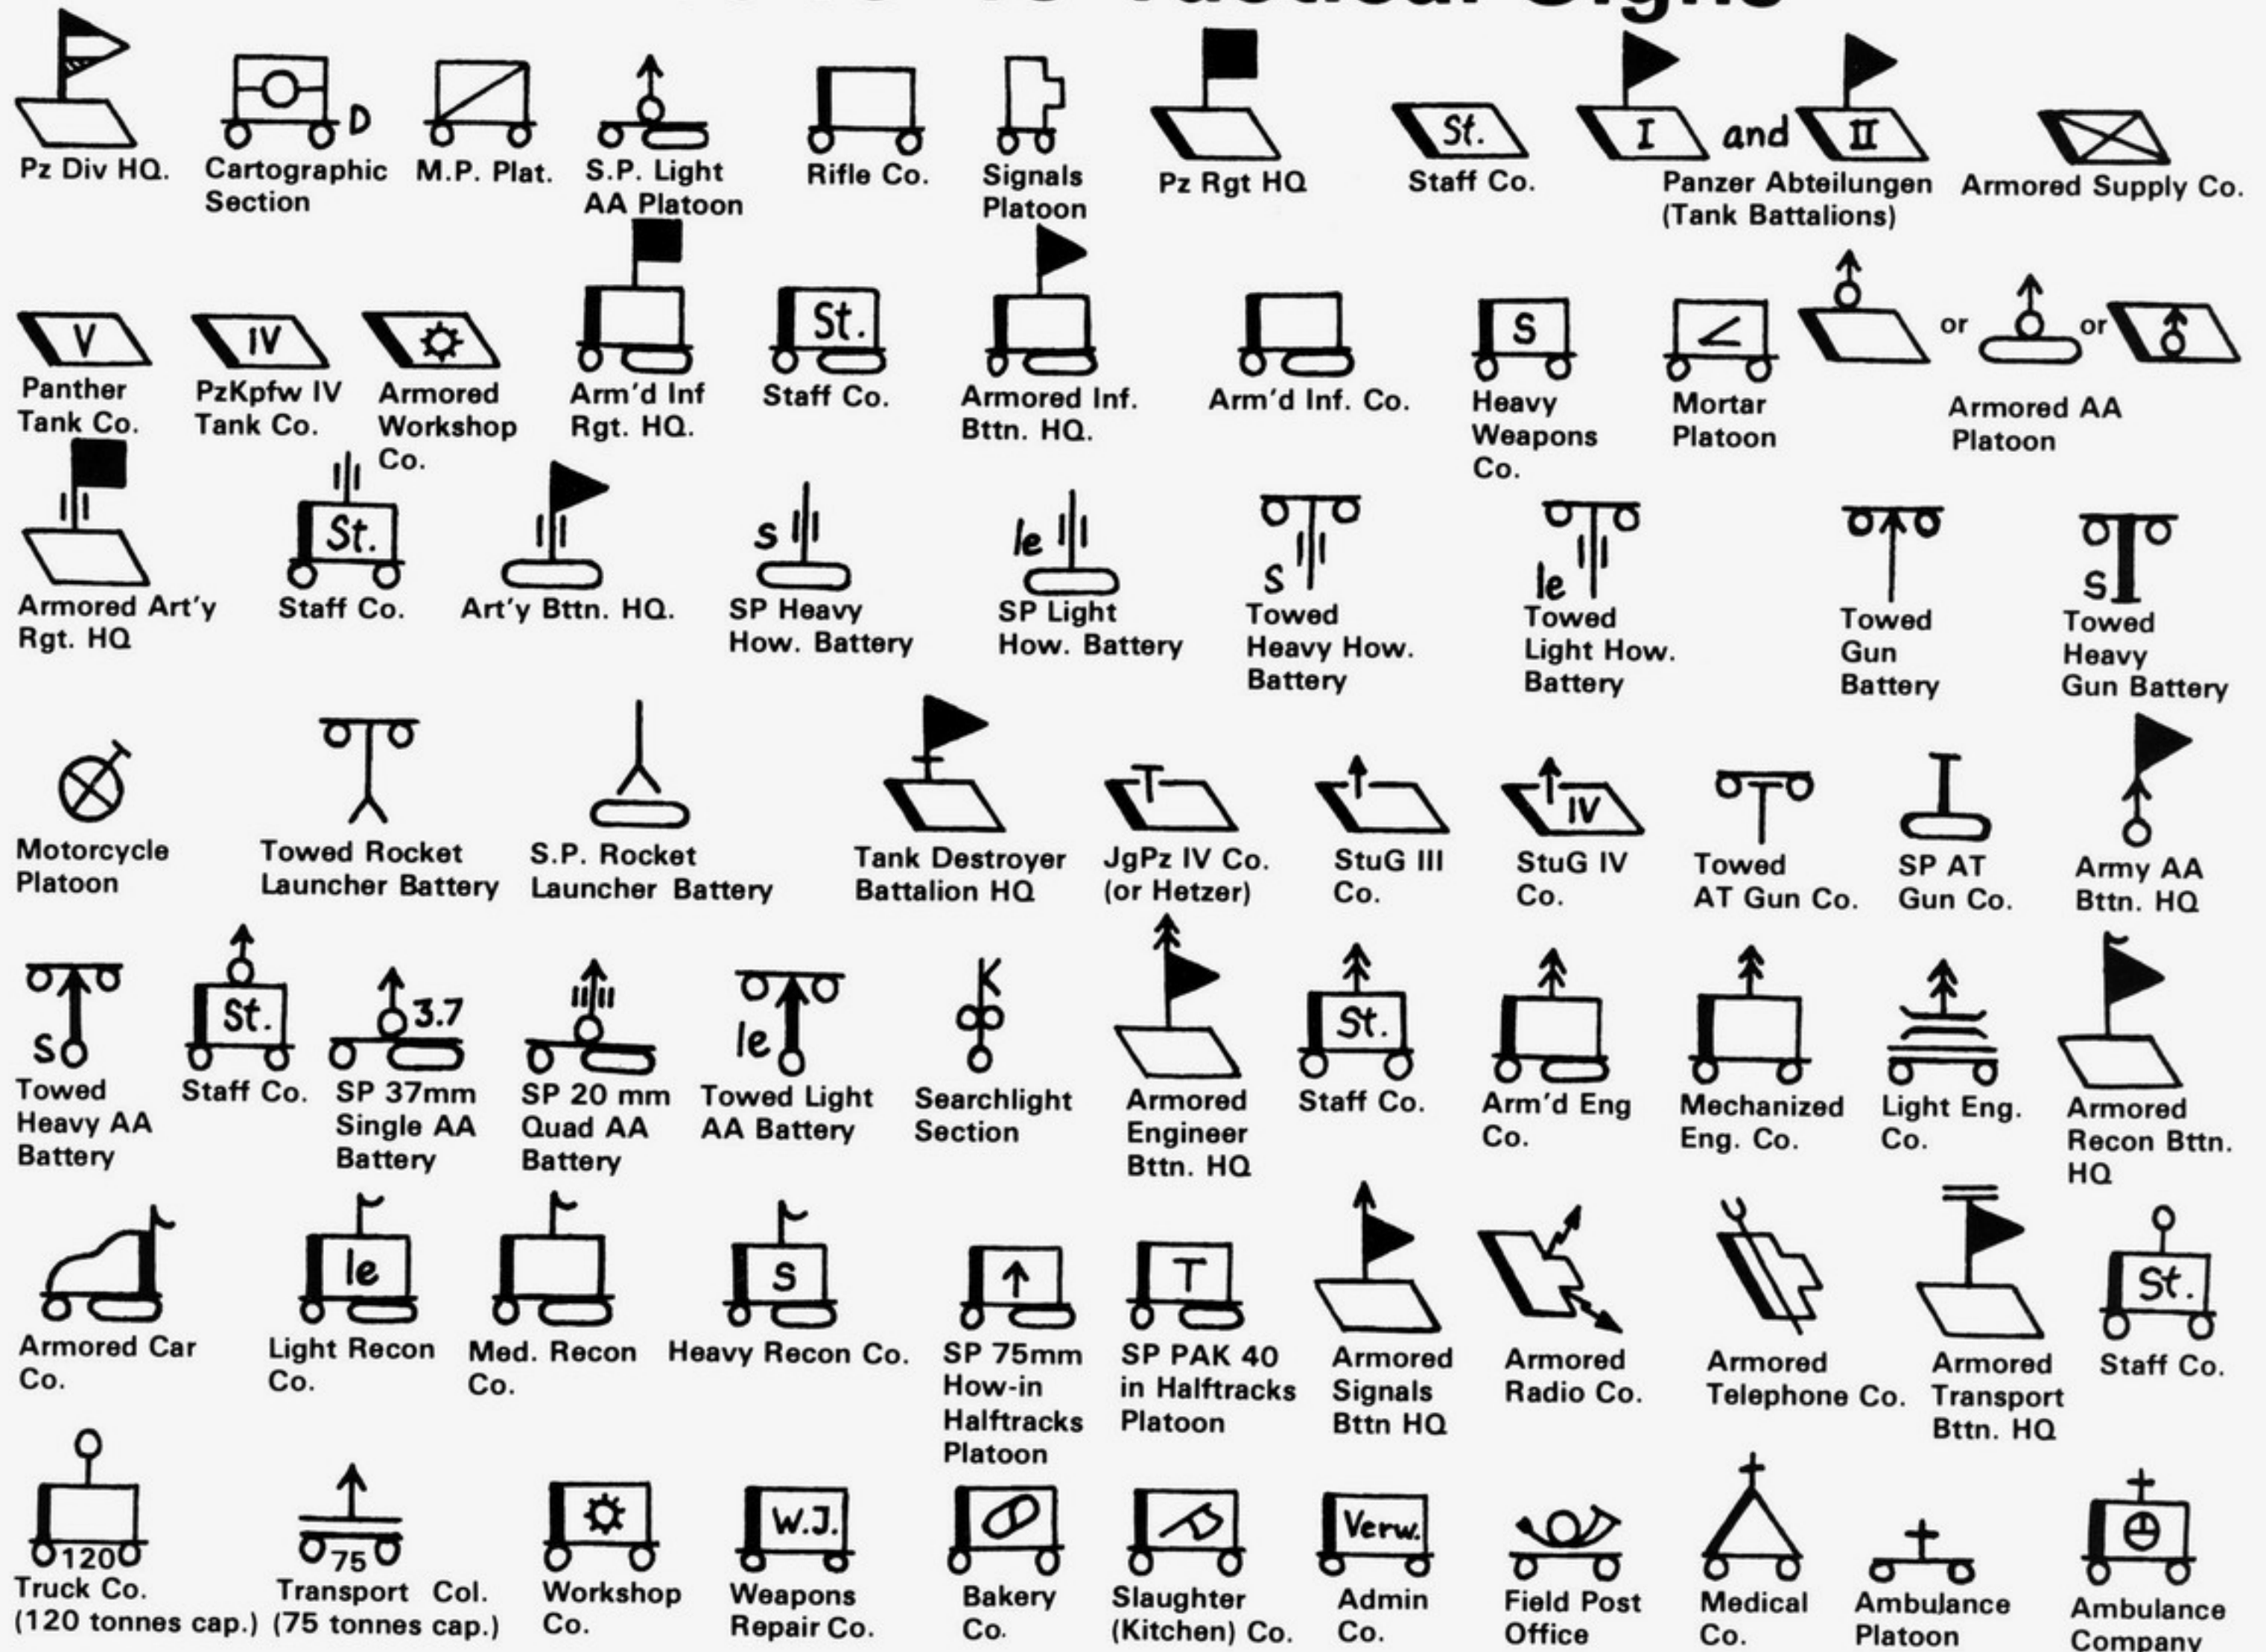 Tactical Signs
Pz Div HQ.
D
Cartographic
Section
M.P. Plat.
S.P. Light
AA Platoon
Rifle Co.
Signals
Platoon
Pz Rgt HQ
St.
Staff Co.
I and II
Panzer Abteilungen
(Tank Battalions)
Armored Supply Co.
V
Panther
Tank Co.
IV
PzKpfw IV
Tank Co.
Armored
Workshop
Co.
Arm'd Inf
Rgt. HQ.
St.
Staff Co.
Armored Inf.
Bttn. HQ.
Arm'd Inf. Co.
S
Heavy
Weapons
Co.
Mortar
Platoon
or or
Armored AA
Platoon
Armored Art'y
Rgt. HQ
St.
Staff Co.
Art'y Bttn. HQ.
s
SP Heavy
How. Battery
le
SP Light
How. Battery
s
Towed
Heavy How.
Battery
le
Towed
Light How.
Battery
Towed
Gun
Battery
S
Towed
Heavy
Gun Battery
Motorcycle
Platoon
Towed Rocket
Launcher Battery
S.P. Rocket
Launcher Battery
Tank Destroyer
Battalion HQ
JgPz IV Co.
(or Hetzer)
StuG III
Co.
IV
StuG IV
Co.
Towed
AT Gun Co.
SP AT
Gun Co.
Army AA
Bttn. HQ
S
Towed
Heavy AA
Battery
St.
Staff Co.
3.7
SP 37mm
Single AA
Battery
SP 20 mm
Quad AA
Battery
le
Towed Light
AA Battery
Searchlight
Section
Armored
Engineer
Bttn. HQ
St.
Staff Co.
Arm'd Eng
Co.
Mechanized
Eng. Co.
Light Eng.
Co.
Armored
Recon Bttn.
HQ
Armored Car
Co.
le
Light Recon
Co.
Med. Recon
Co.
S
Heavy Recon Co.
SP 75mm
How-in
Halftracks
Platoon
T
SP PAK 40
in Halftracks
Platoon
Armored
Signals
Bttn HQ
Armored
Radio Co.
Armored
Telephone Co.
Armored
Transport
Bttn. HQ
St.
Staff Co.
120
Truck Co.
(120 tonnes cap.)
75
Transport Col.
(75 tonnes cap.)
Workshop
Co.
W.J.
Weapons
Repair Co.
Bakery
Co.
Slaughter
(Kitchen) Co.
Verw.
Admin
Co.
Field Post
Office
Medical
Co.
Ambulance
Platoon
Ambulance
Company